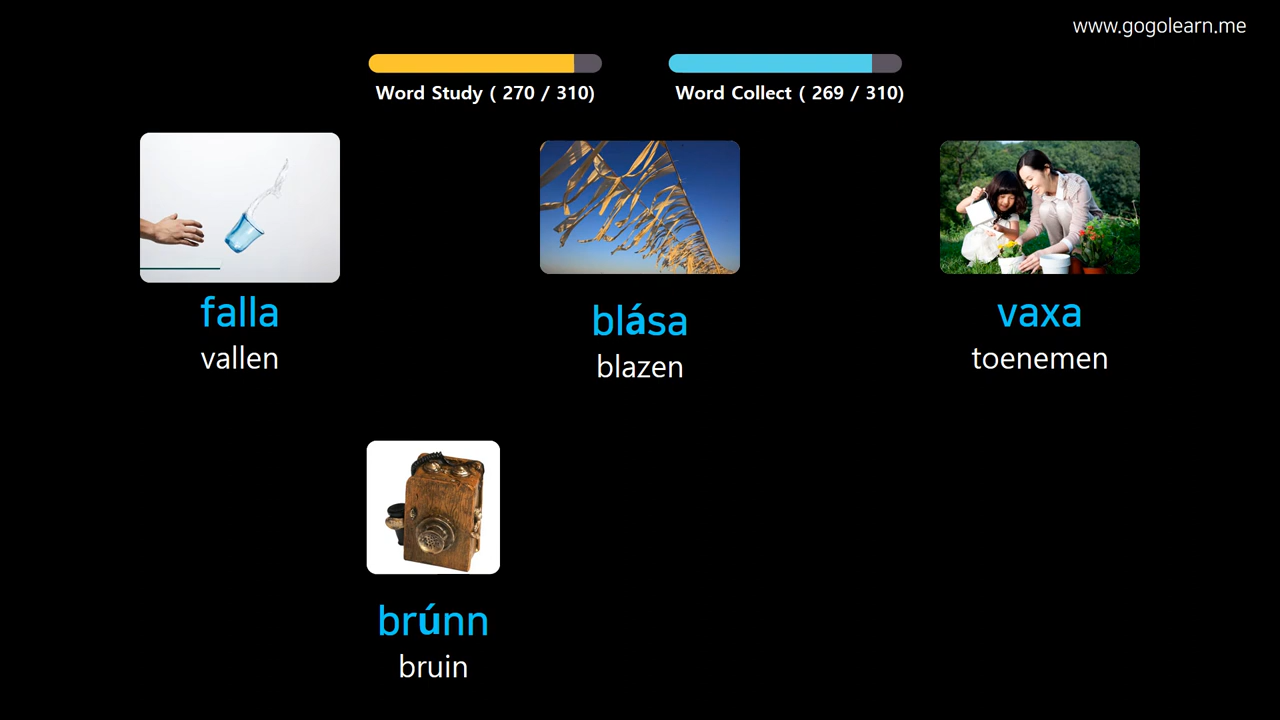 www.gogolearn.me
Word Study ( 270 / 310)
Word Collect ( 269 / 310)
falla
vallen
blása
blazen
vaxa
toenemen
brúnn
bruin